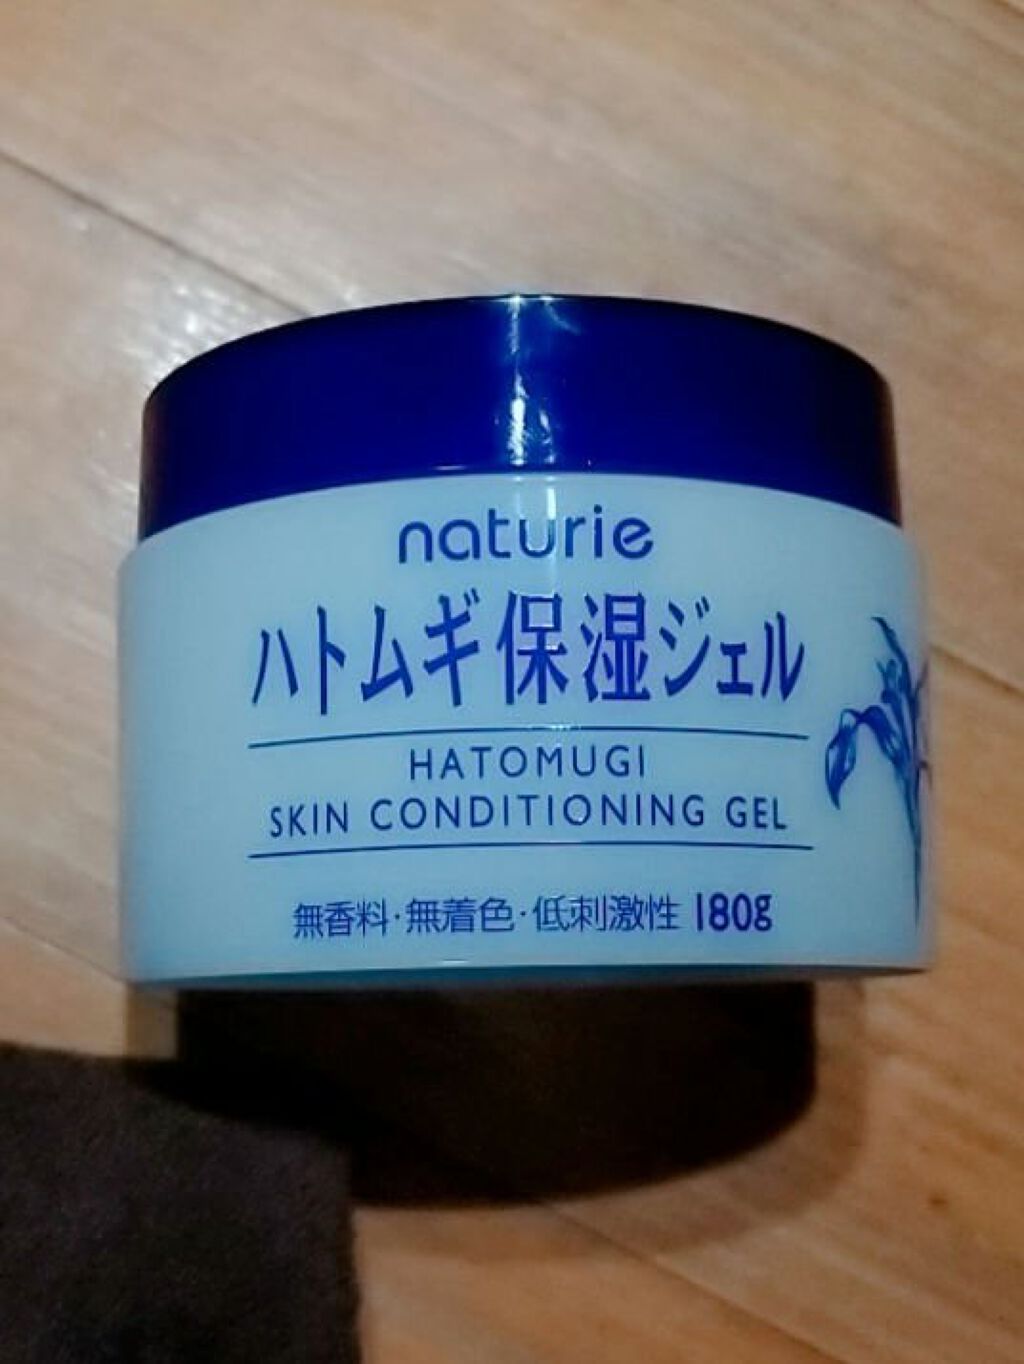 naturie
ハトムギ保湿ジェル
HATOMUGI
SKIN CONDITIONING GEL
無香料・無着色・低刺激性 180g